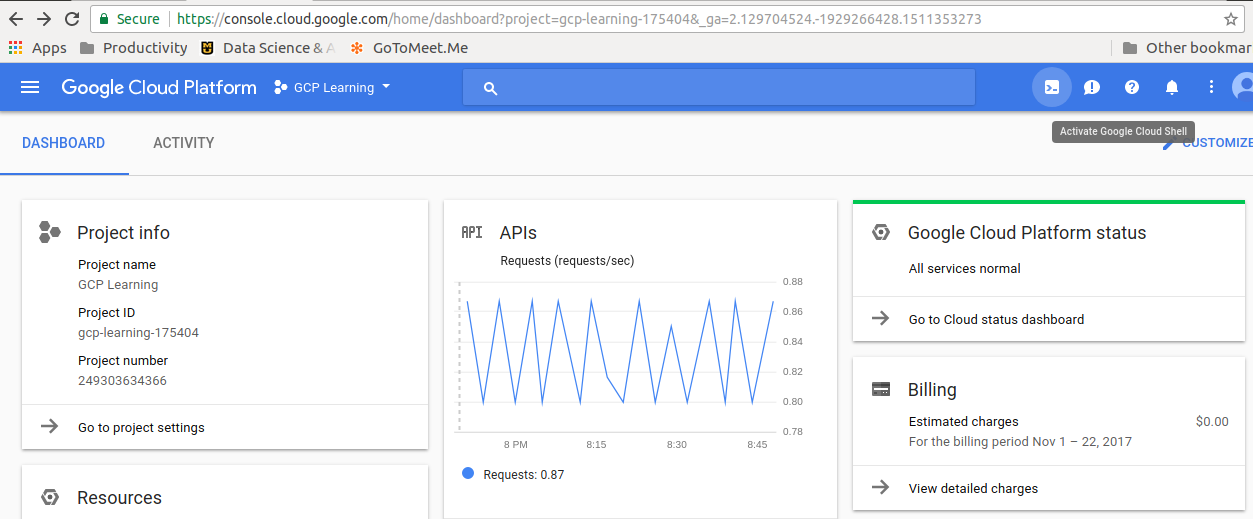 Secure https://console.cloud.google.com/home/dashboard?project=gcp-learning-175404&_ga=2.129704524.-1929266428.1511353273
Apps Productivity Data Science & A GoToMeet.Me Other bookmar
Google Cloud Platform GCP Learning
Activate Google Cloud Shell
DASHBOARD ACTIVITY CUSTOMIZE
Project info
Project name
GCP Learning
Project ID
gcp-learning-175404
Project number
249303634366
Go to project settings
Resources
API APIs
Requests (requests/sec)
0.88
0.86
0.84
0.82
0.80
0.78
8 PM 8:15 8:30 8:45
Requests: 0.87
Google Cloud Platform status
All services normal
Go to Cloud status dashboard
Billing
Estimated charges $0.00
For the billing period Nov 1 – 22, 2017
View detailed charges